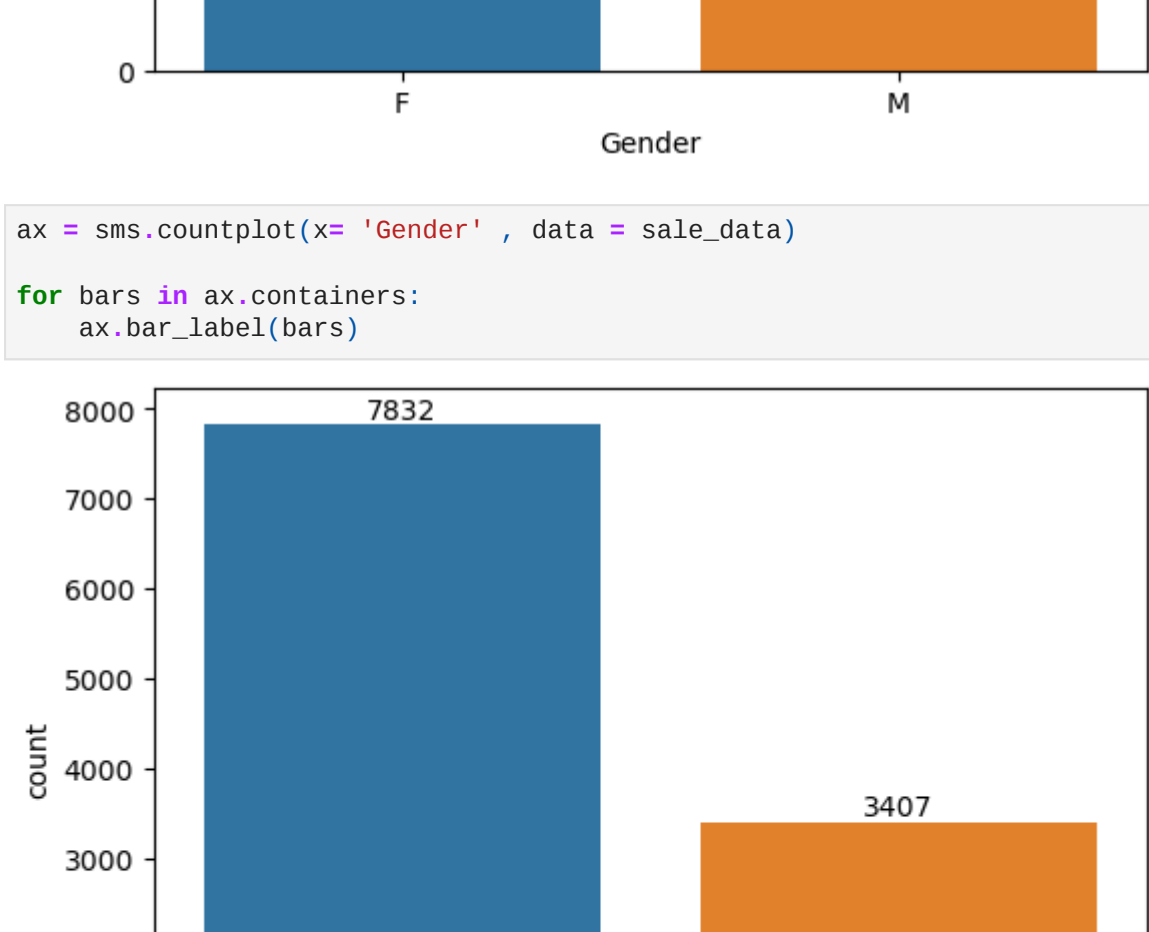 0
F M
Gender
ax = sms.countplot(x= 'Gender' , data = sale_data)
for bars in ax.containers:
    ax.bar_label(bars)
8000
7832
7000
6000
5000
count
4000
3407
3000